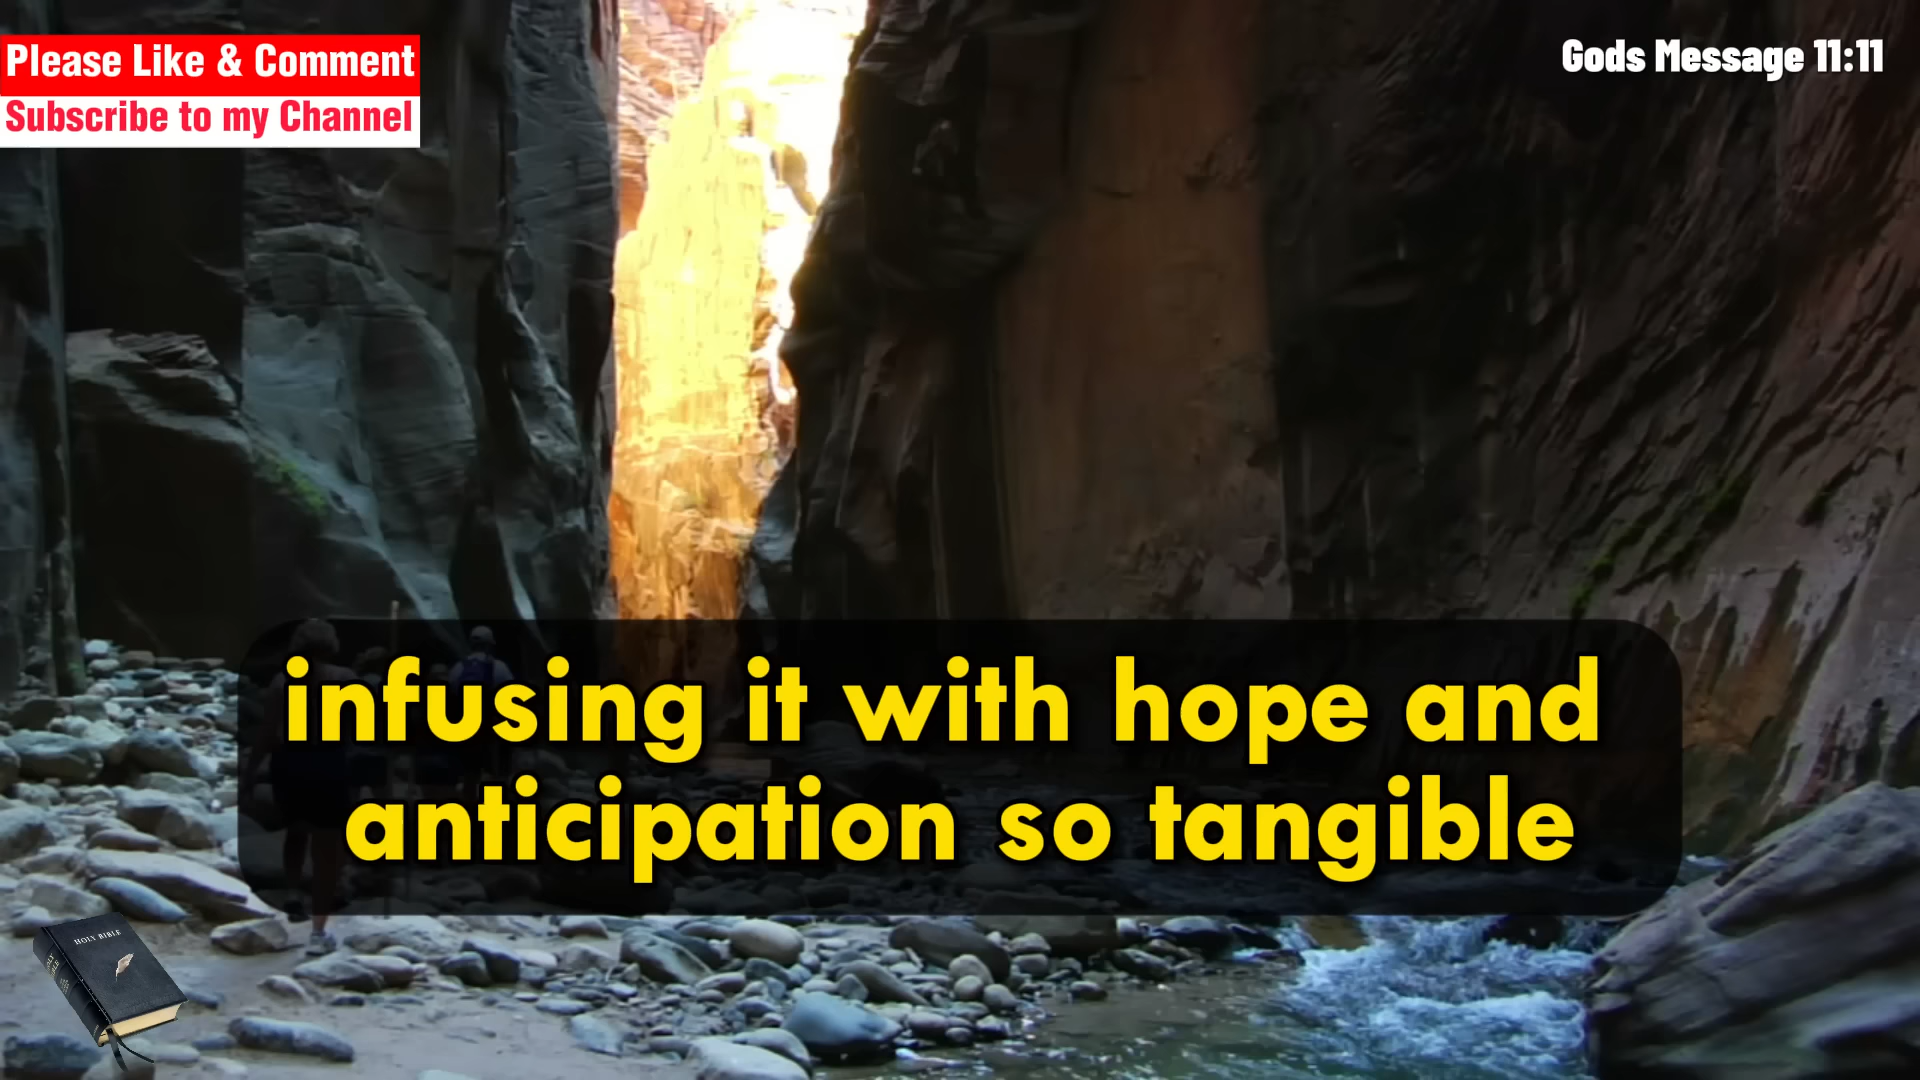 Please Like & Comment
Subscribe to my Channel
Gods Message 11:11
infusing it with hope and
anticipation so tangible
HOLY BIBLE